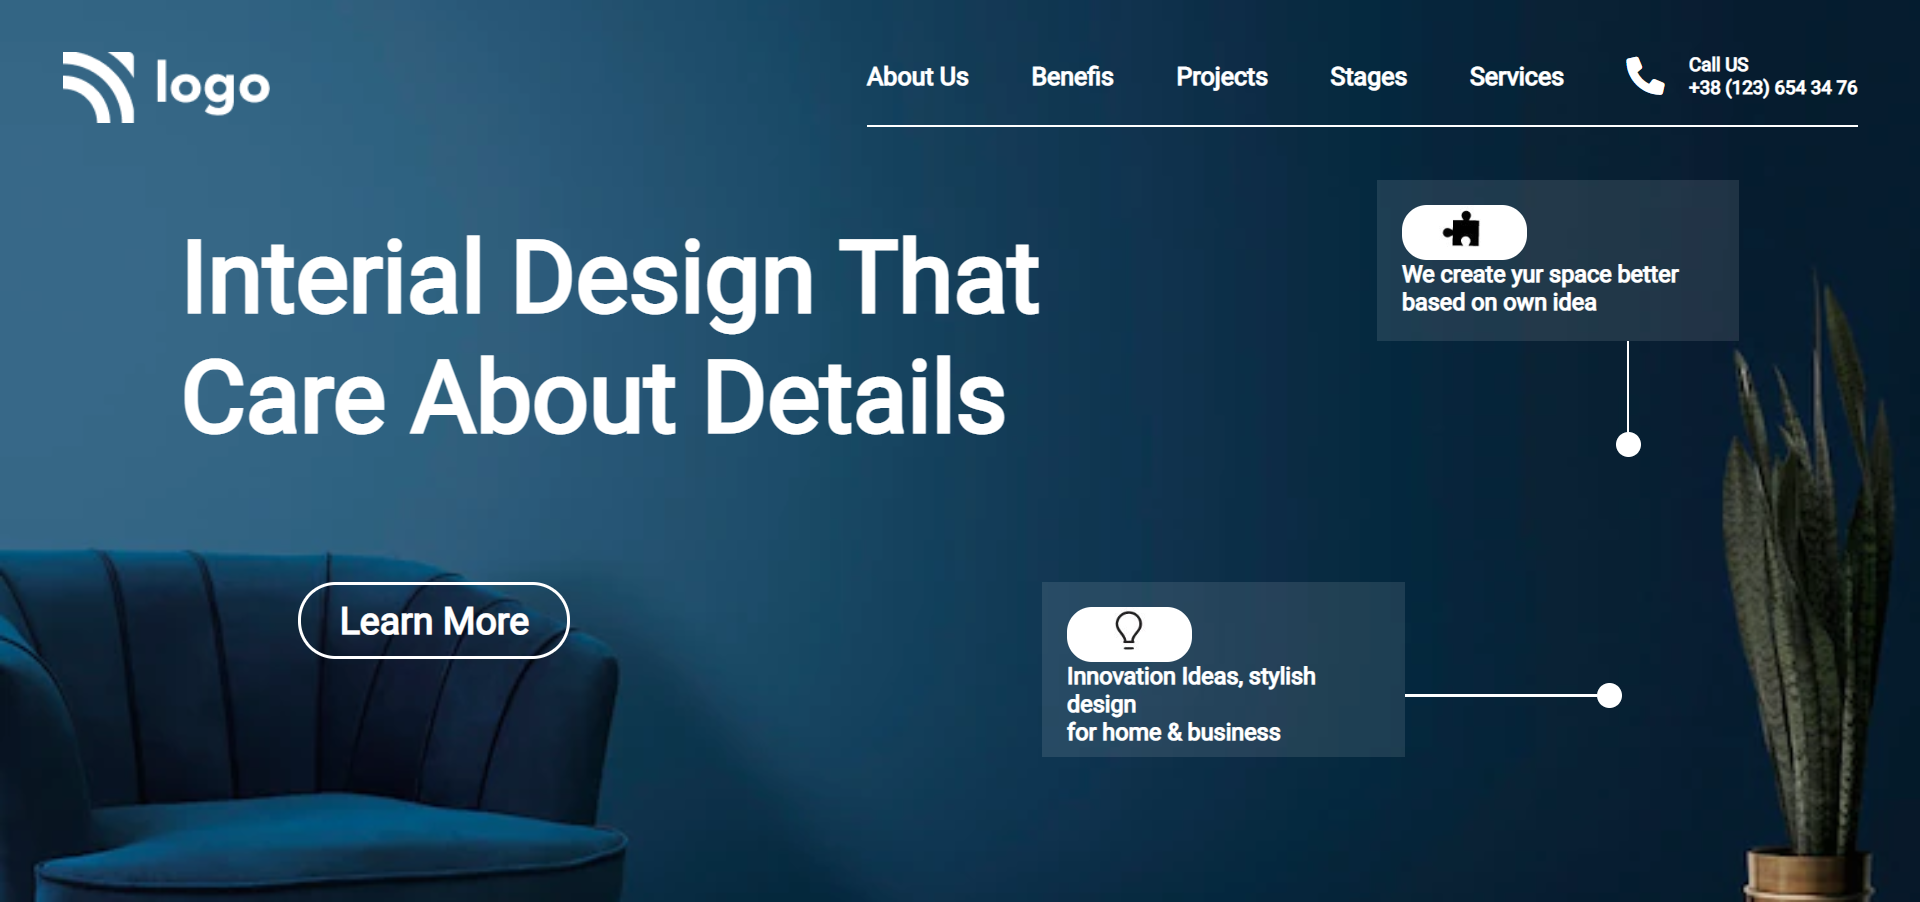 logo
About Us
Benefis
Projects
Stages
Services
Call US
+38 (123) 654 34 76
Interial Design That
Care About Details
We create yur space better
based on own idea
Learn More
Innovation Ideas, stylish
design
for home & business